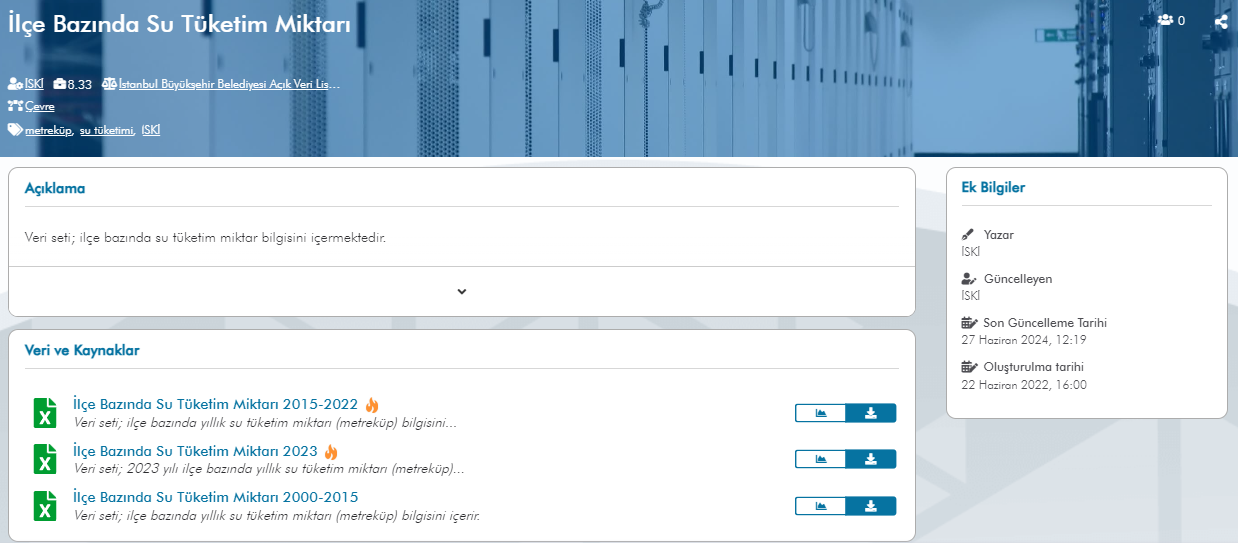 İlçe Bazında Su Tüketim Miktarı
0
İSKİ 8.33 İstanbul Büyükşehir Belediyesi Açık Veri Lis...
Çevre
metreküp, su tüketimi, İSKİ
Açıklama
Veri seti; ilçe bazında su tüketim miktar bilgisini içermektedir.
Veri ve Kaynaklar
İlçe Bazında Su Tüketim Miktarı 2015-2022
Veri seti; ilçe bazında yıllık su tüketim miktarı (metreküp) bilgisini...
İlçe Bazında Su Tüketim Miktarı 2023
Veri seti; 2023 yılı ilçe bazında yıllık su tüketim miktarı (metreküp)...
İlçe Bazında Su Tüketim Miktarı 2000-2015
Veri seti; ilçe bazında yıllık su tüketim miktarı (metreküp) bilgisini içerir.
Ek Bilgiler
Yazar
İSKİ
Güncelleyen
İSKİ
Son Güncelleme Tarihi
27 Haziran 2024, 12:19
Oluşturulma tarihi
22 Haziran 2022, 16:00